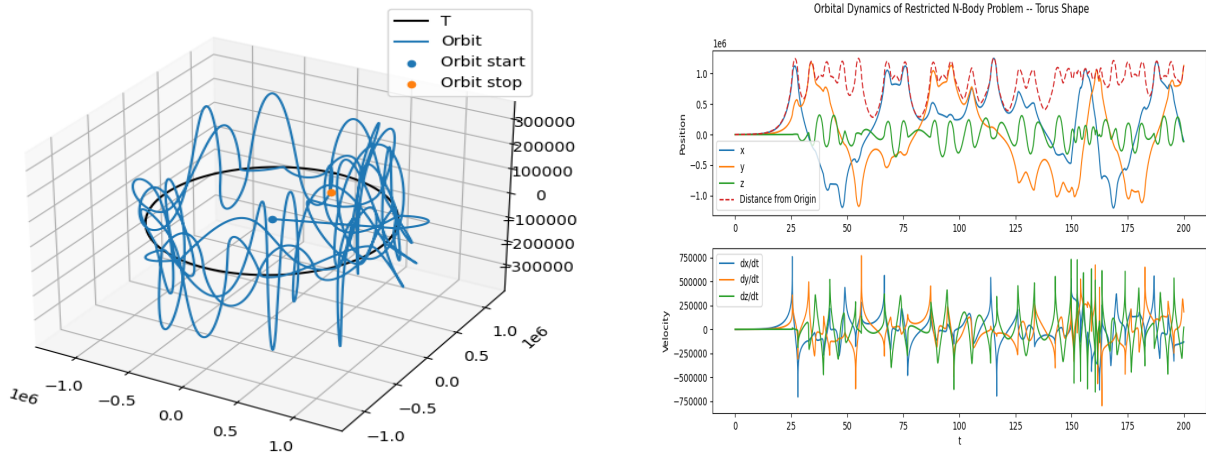 T
Orbit
Orbit start
Orbit stop
300000
200000
100000
0
−100000
−200000
−300000
1e6
−1.0
−0.5
0.0
0.5
1.0
−1.0
−0.5
0.0
0.5
1.0
1e6
Orbital Dynamics of Restricted N-Body Problem -- Torus Shape
1e6
1.0
0.5
0.0
−0.5
−1.0
Position
x
y
z
Distance from Origin
0 25 50 75 100 125 150 175 200
750000
500000
250000
0
−250000
−500000
−750000
Velocity
dx/dt
dy/dt
dz/dt
0 25 50 75 100 125 150 175 200
t